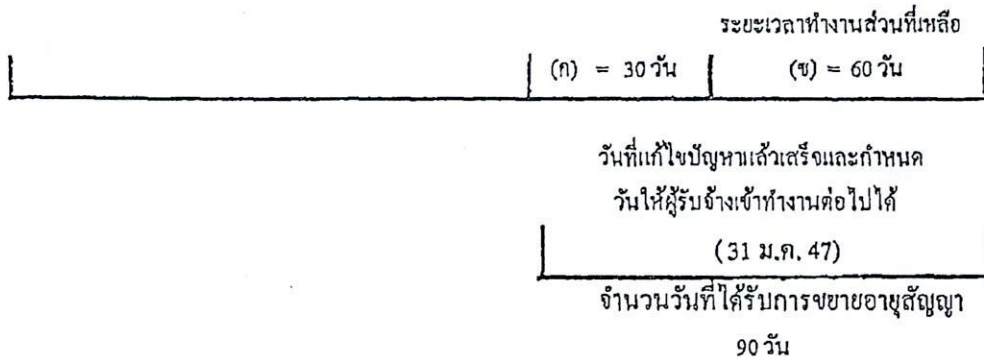 ระยะเวลาทำงานส่วนที่เหลือ
(ก) = 30 วัน (ข) = 60 วัน
วันที่แก้ไขปัญหาแล้วเสร็จและกำหนด
วันให้ผู้รับจ้างเข้าทำงานต่อไปได้
(31 ม.ค. 47)
จำนวนวันที่ได้รับการขยายอายุสัญญา
90 วัน